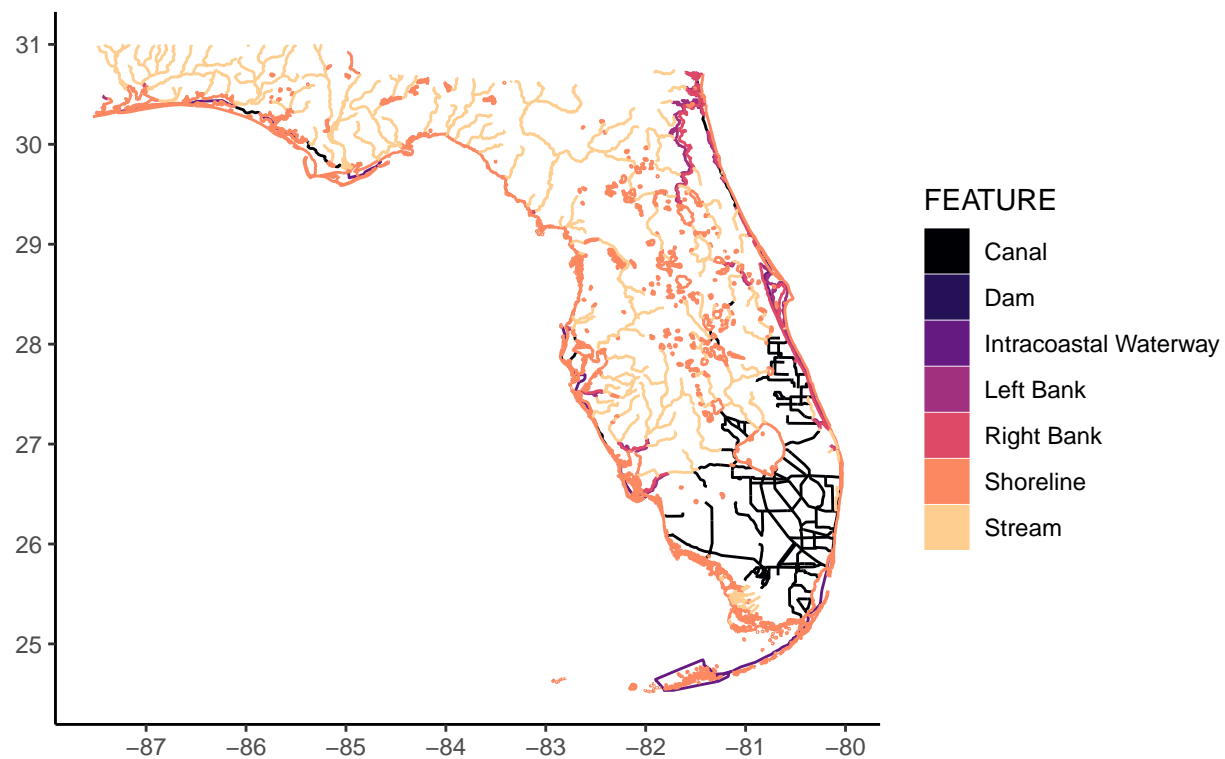 31
30
29
28
27
26
25
−87
−86
−85
−84
−83
−82
−81
−80
FEATURE
Canal
Dam
Intracoastal Waterway
Left Bank
Right Bank
Shoreline
Stream